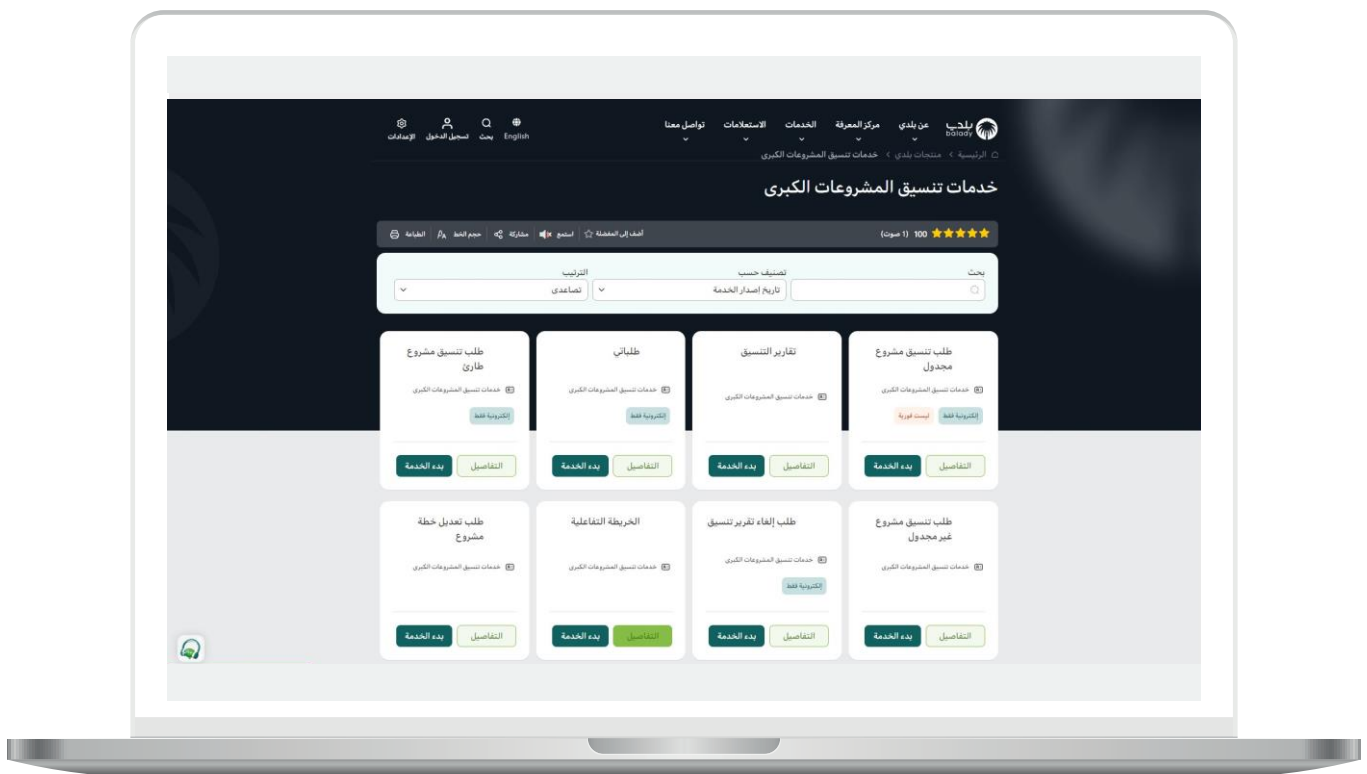 بلدي balady
عن بلدي مركز المعرفة الخدمات الاستعلامات تواصل معنا
English بحث تسجيل الدخول الإعدادات
الرئيسية > منتجات بلدي > خدمات تنسيق المشروعات الكبرى
خدمات تنسيق المشروعات الكبرى
100 (1 صوت)
أضف إلى المفضلة استمع مشاركة حجم الخط الطباعة
بحث تصنيف حسب الترتيب
تاريخ إصدار الخدمة تصاعدي
طلب تنسيق مشروع
مجدول
خدمات تنسيق المشروعات الكبرى
إلكترونية فقط ليست فورية
التفاصيل بدء الخدمة
تقارير التنسيق
خدمات تنسيق المشروعات الكبرى
التفاصيل بدء الخدمة
طلباتي
خدمات تنسيق المشروعات الكبرى
إلكترونية فقط
التفاصيل بدء الخدمة
طلب تنسيق مشروع
طارئ
خدمات تنسيق المشروعات الكبرى
إلكترونية فقط
التفاصيل بدء الخدمة
طلب تنسيق مشروع
غير مجدول
خدمات تنسيق المشروعات الكبرى
التفاصيل بدء الخدمة
طلب إلغاء تقرير تنسيق
خدمات تنسيق المشروعات الكبرى
إلكترونية فقط
التفاصيل بدء الخدمة
الخريطة التفاعلية
خدمات تنسيق المشروعات الكبرى
التفاصيل بدء الخدمة
طلب تعديل خطة
مشروع
خدمات تنسيق المشروعات الكبرى
التفاصيل بدء الخدمة